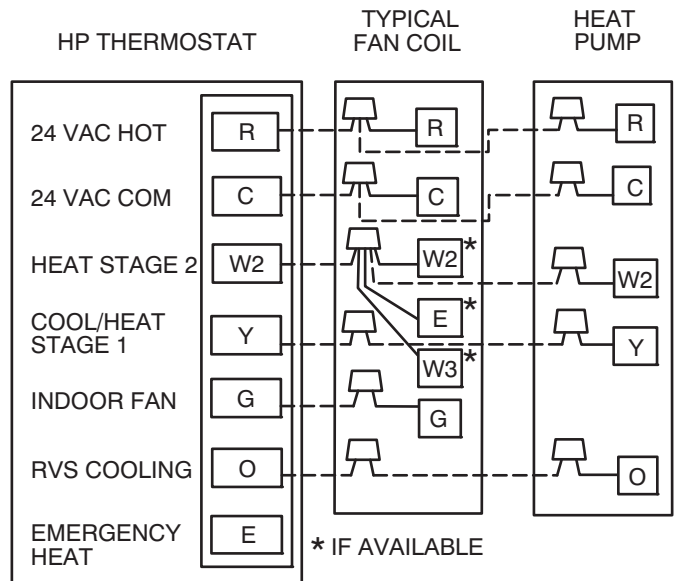 HP THERMOSTAT
TYPICAL
FAN COIL
HEAT
PUMP
24 VAC HOT R R R
24 VAC COM C C C
HEAT STAGE 2 W2 W2* W2
E*
COOL/HEAT
STAGE 1 Y Y
W3*
INDOOR FAN G G
RVS COOLING O O
EMERGENCY
HEAT E
* IF AVAILABLE